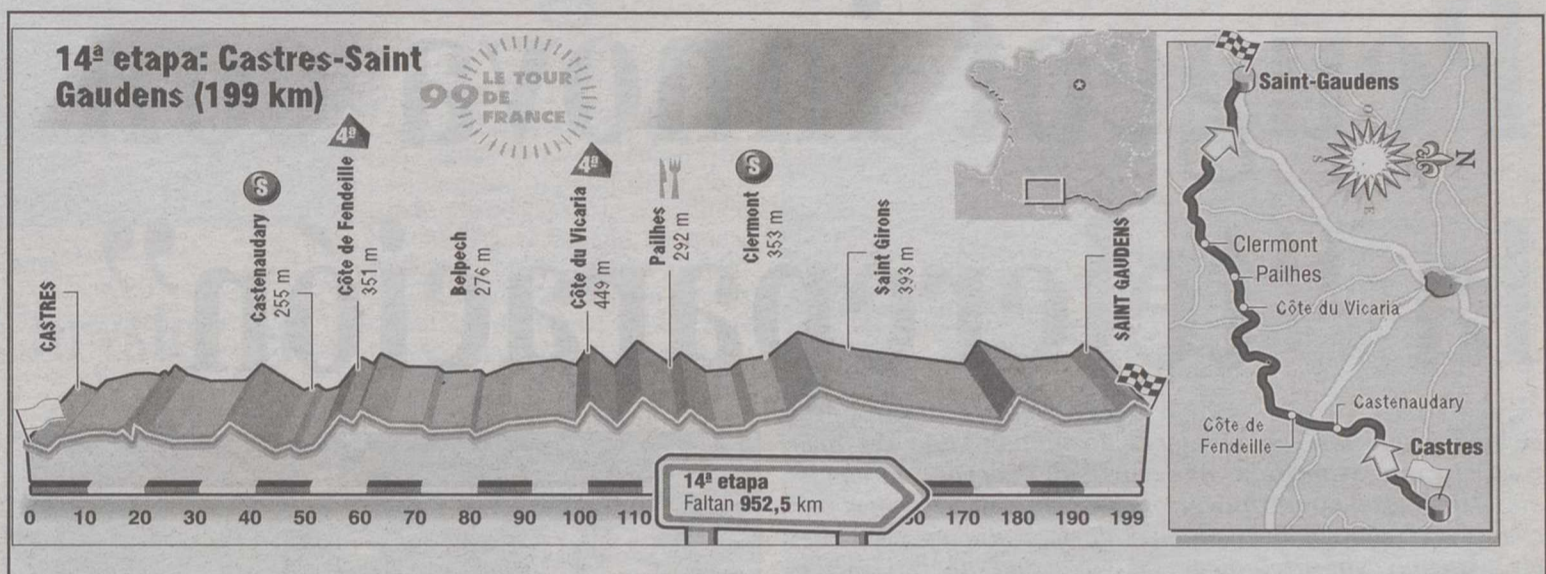 14ª etapa: Castres-Saint
Gaudens (199 km)
99
LE TOUR
DE
FRANCE
CASTRES
S
Castenaudary
255 m
4ª
Côte de Fendeille
351 m
Belpech
276 m
4ª
Côte du Vicaria
449 m
Pailhes
292 m
S
Clermont
353 m
Saint Girons
393 m
SAINT GAUDENS
0 10 20 30 40 50 60 70 80 90 100 110 170 180 190 199
14ª etapa
Faltan 952,5 km
Saint-Gaudens
O
S
N
E
Clermont
Pailhes
Côte du Vicaria
Castenaudary
Côte de
Fendeille
Castres